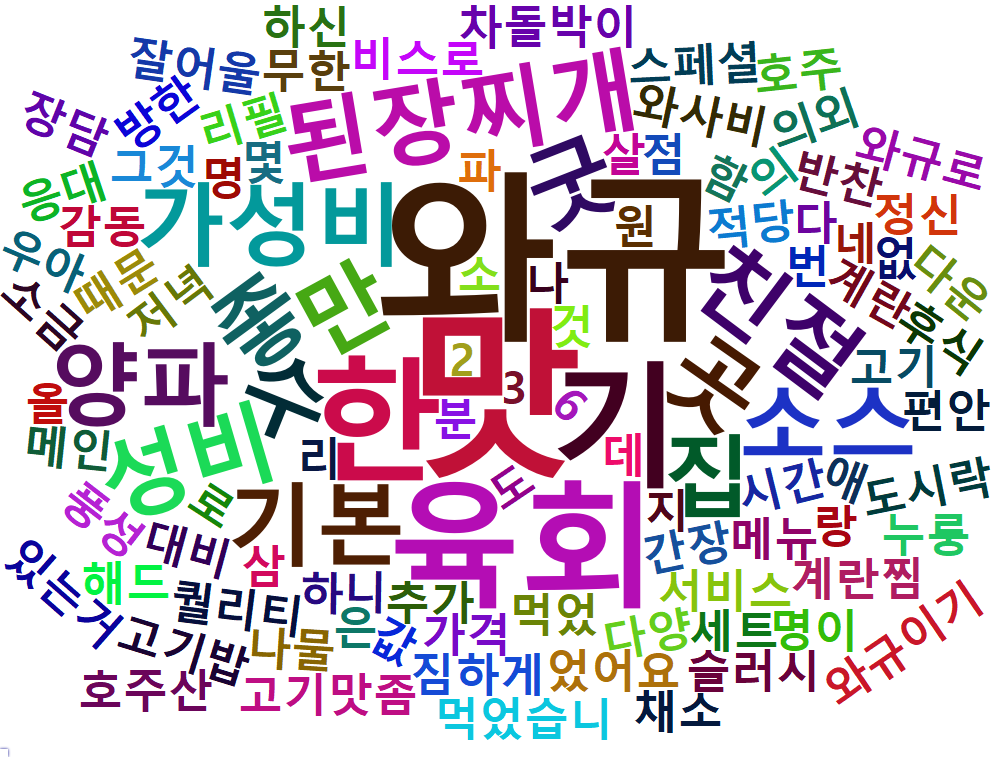 하신
차돌박이
잘어울
무한
비스로
스페셜
호주
장담
방한
리필
된장찌개
와사비
의외
그것
명
몇
파
굿
살
점
함
이
반찬
와규로
응대
감동
가성비
와규
원
적당
다
정신
네
없
우아
때문
저녁
좋
만
소
나
친절
번
계란
다운
소금
것
후식
양파
수
한
맛
2
3
6
기
곳
소스
고기
편안
올
메인
성비
리
분
데
집
시간
애
도시락
풍성
로
기본
육회
도
지
간장
메뉴
랑
누룽
대비
삼
있는거
해드
퀄리티
하니
추가
먹었
서비스
계란찜
고기밥
나물
은
값
가격
다양
세트
명이
와규이기
호주산
고기맛좀
짐하게
었어요
슬러시
먹었습니
채소